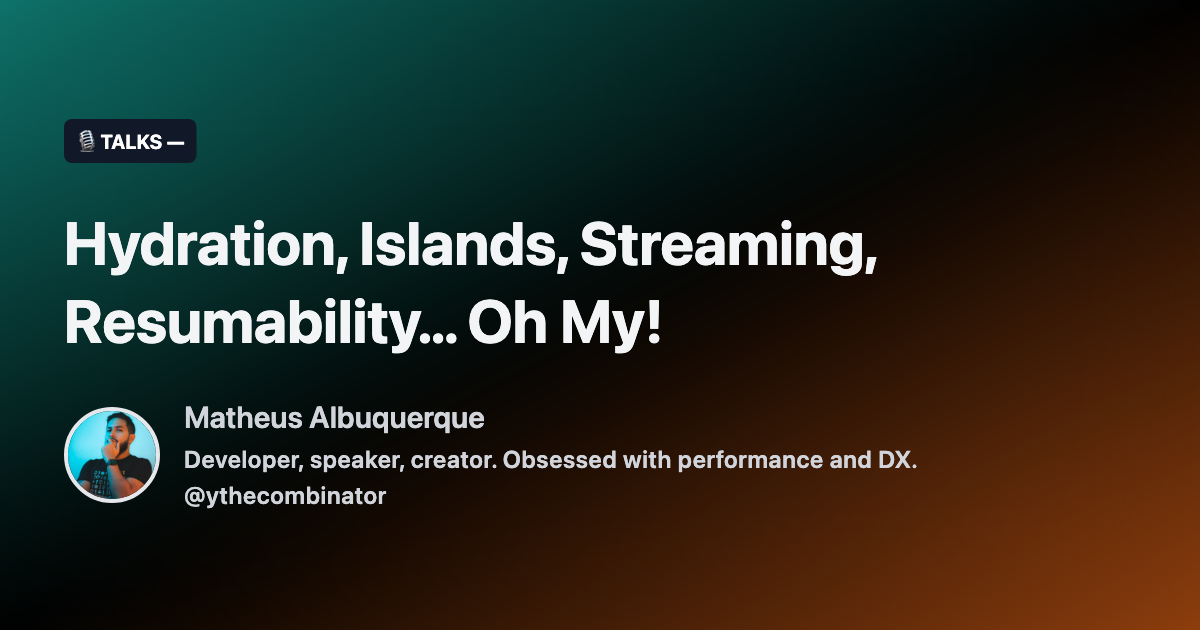 🎙 TALKS —
Hydration, Islands, Streaming,
Resumability... Oh My!
Matheus Albuquerque
Developer, speaker, creator. Obsessed with performance and DX.
@ythecombinator